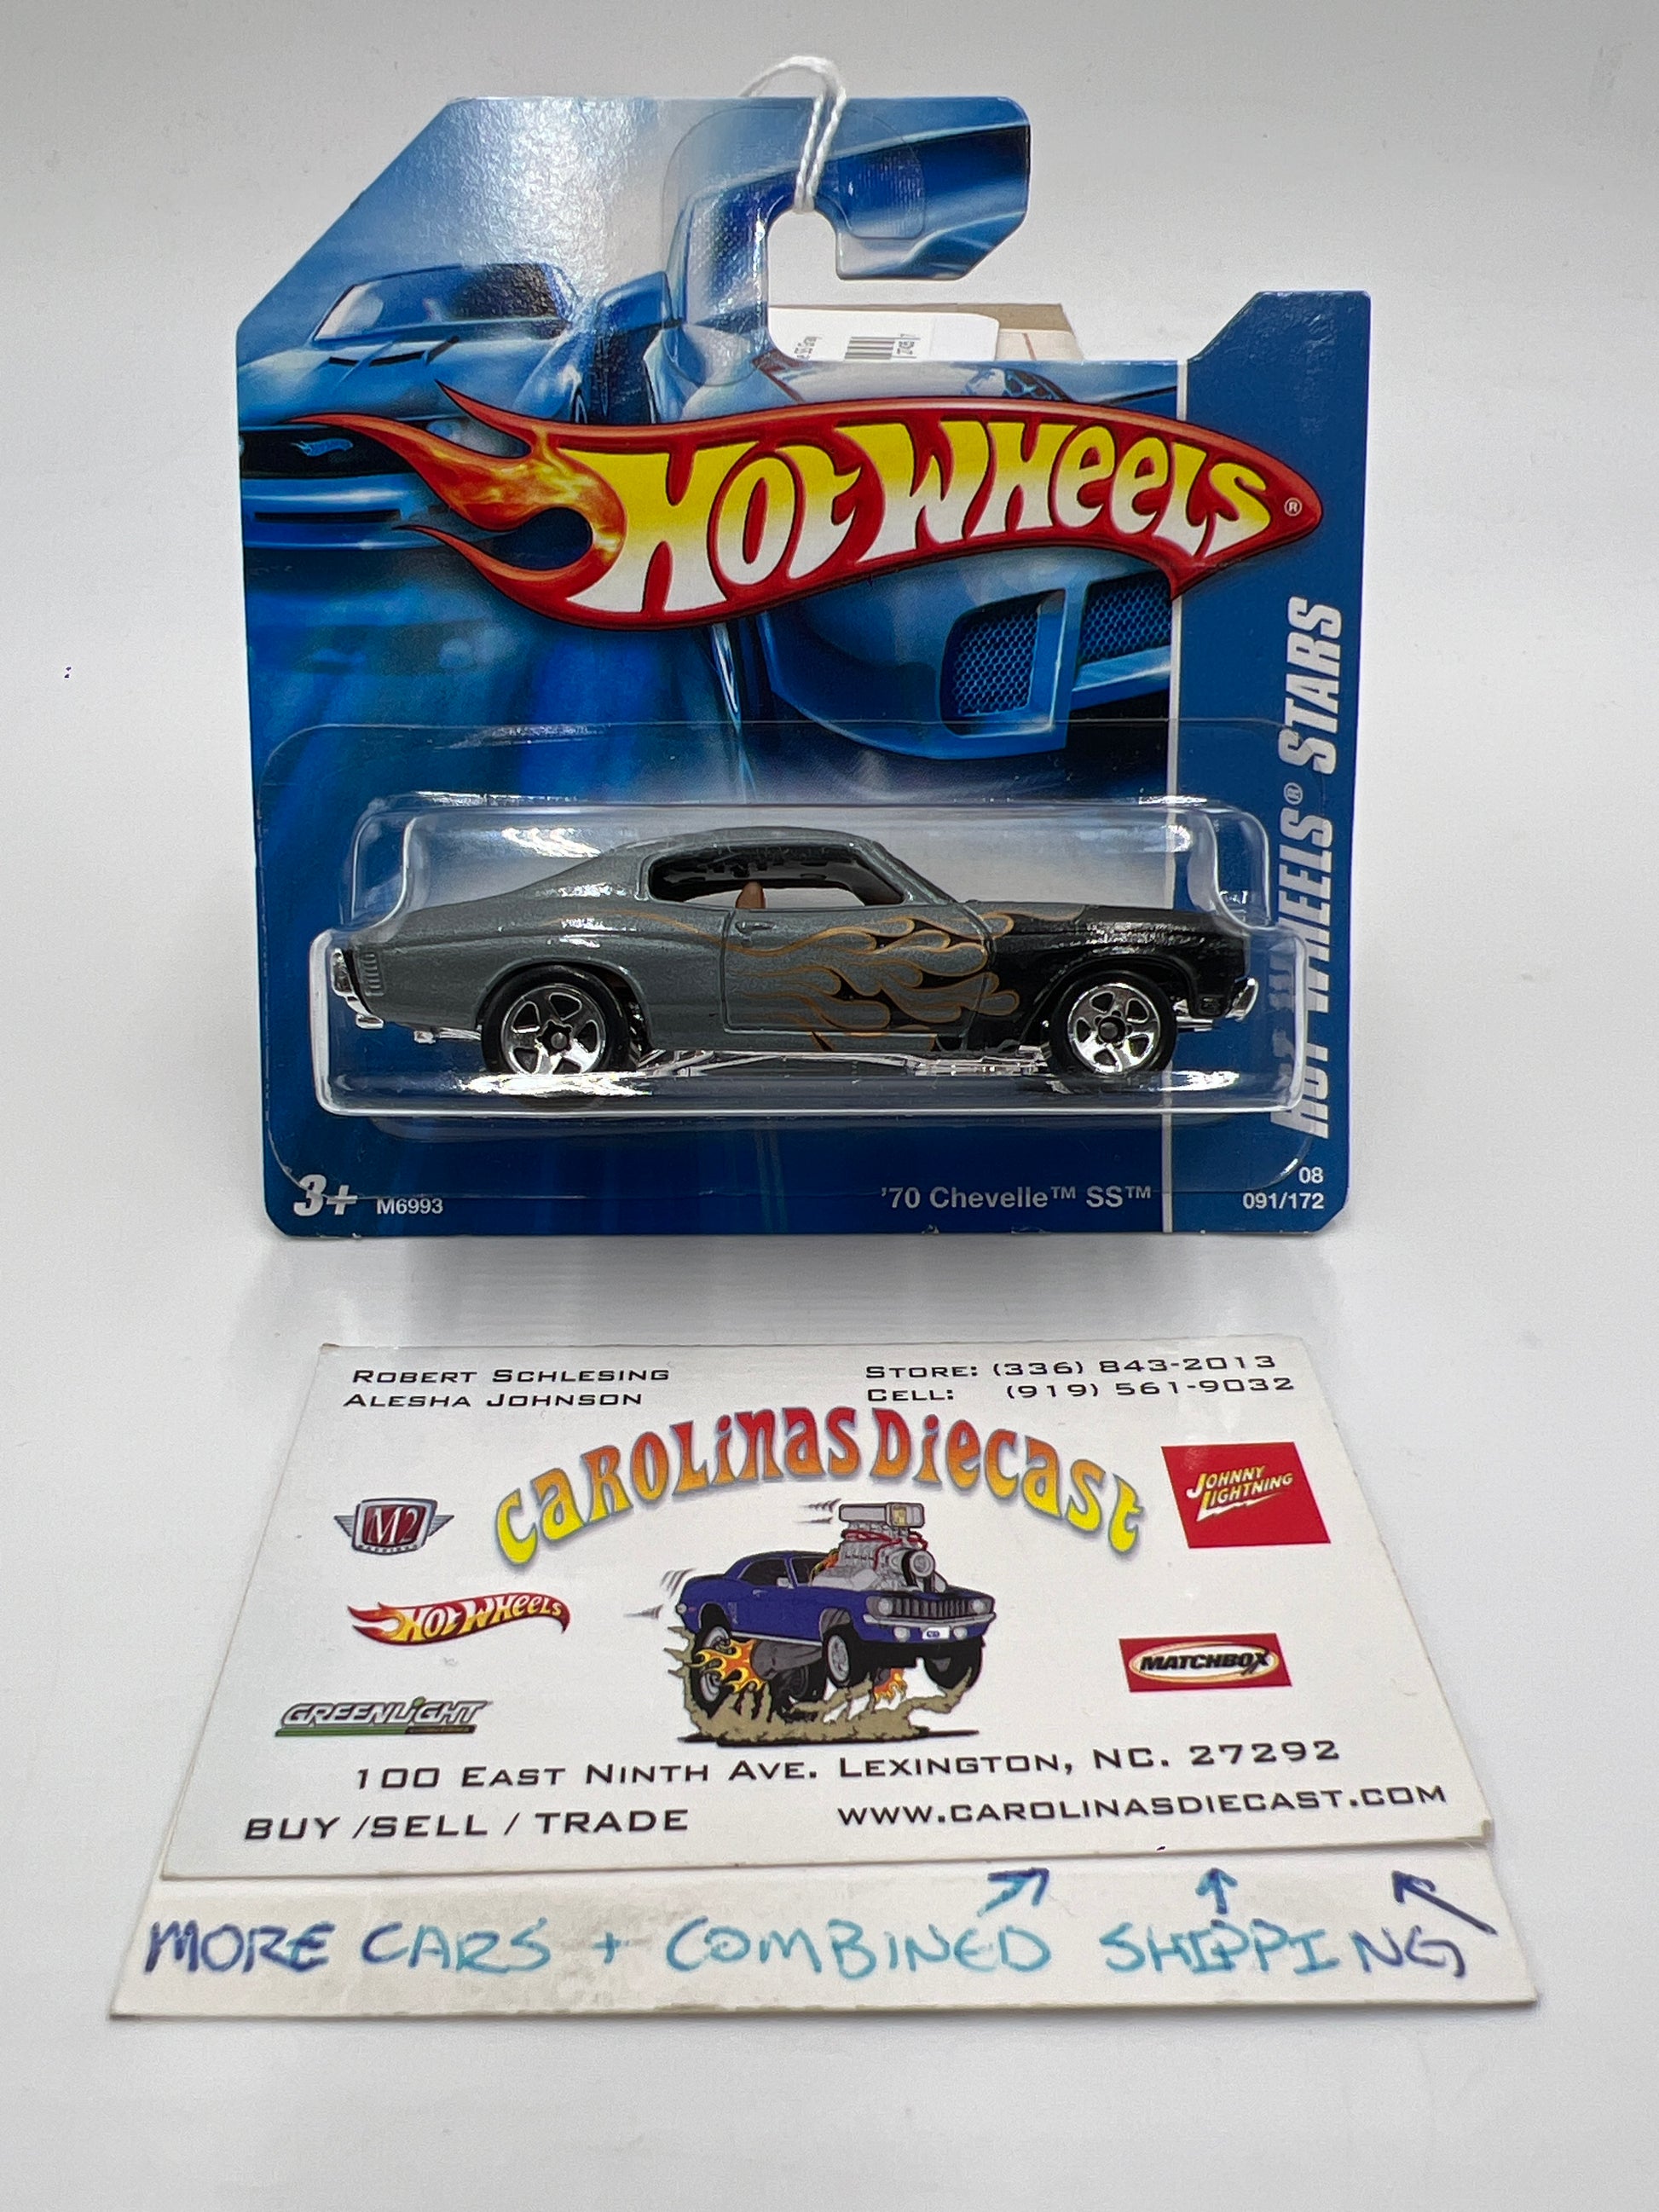 HOT WHEELS®
HOT WHEELS® STARS
3+ M6993
'70 Chevelle™ SS™
08
091/172
ROBERT SCHLESING
ALESHA JOHNSON
STORE: (336) 843-2013
CELL: (919) 561-9032
CAROLINAS DIECAST
M2
JOHNNY
LIGHTNING
HOT WHEELS
MATCHBOX
GREENLIGHT
100 EAST NINTH AVE. LEXINGTON, NC. 27292
BUY /SELL / TRADE
WWW.CAROLINASDIECAST.COM
MORE CARS + COMBINED SHIPPING